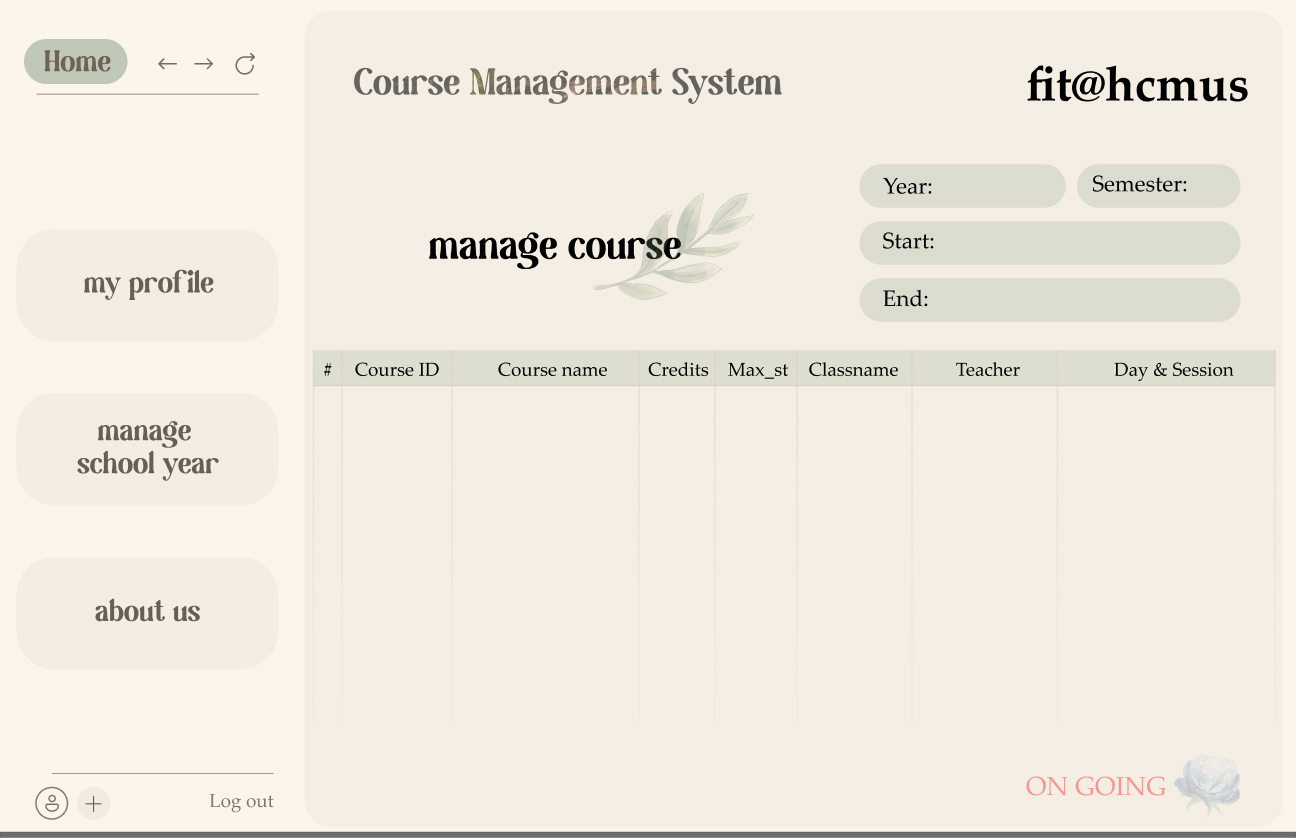 Home
Course Management System
fit@hcmus
Year:
Semester:
manage course
Start:
End:
my profile
manage
school year
about us
# Course ID Course name Credits Max_st Classname Teacher Day & Session
ON GOING
Log out